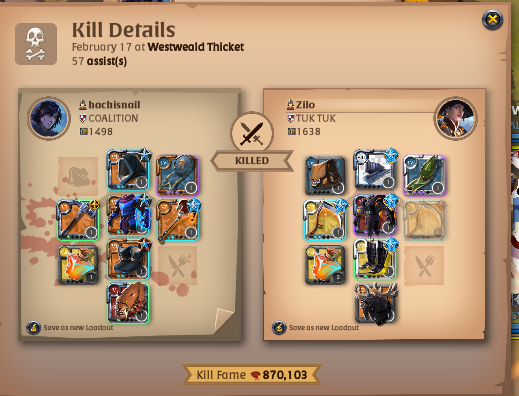 Kill Details
February 17 at Westweald Thicket
57 assist(s)
hachisnail
COALITION
1498
Zilo
TUK TUK
1638
KILLED
Save as new Loadout
Save as new Loadout
Kill Fame 870,103